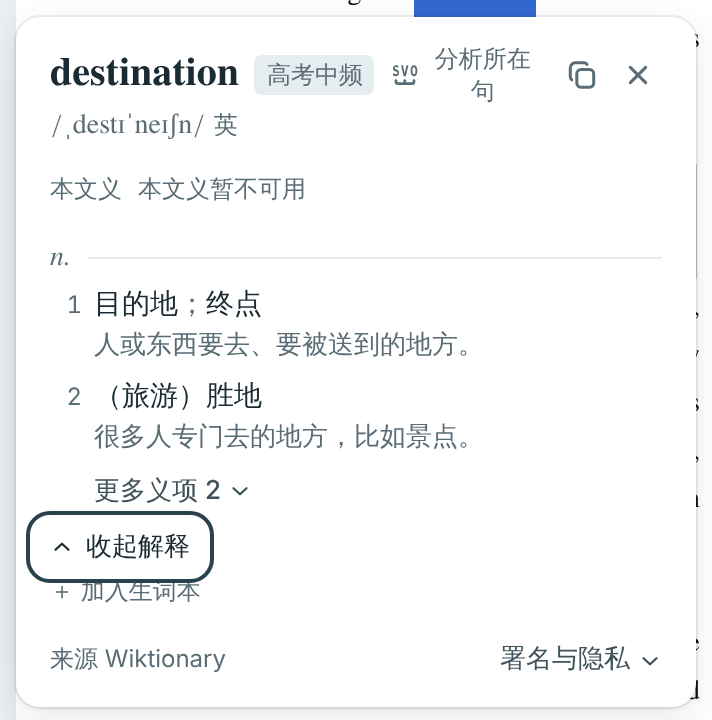 destination 高考中频 SVO 分析所在句
/ˌdestɪˈneɪʃn/ 英
本文义 本文义暂不可用
n.
1 目的地；终点
人或东西要去、要被送到的地方。
2 （旅游）胜地
很多人专门去的地方，比如景点。
更多义项 2
收起解释
+ 加入生词本
来源 Wiktionary 署名与隐私